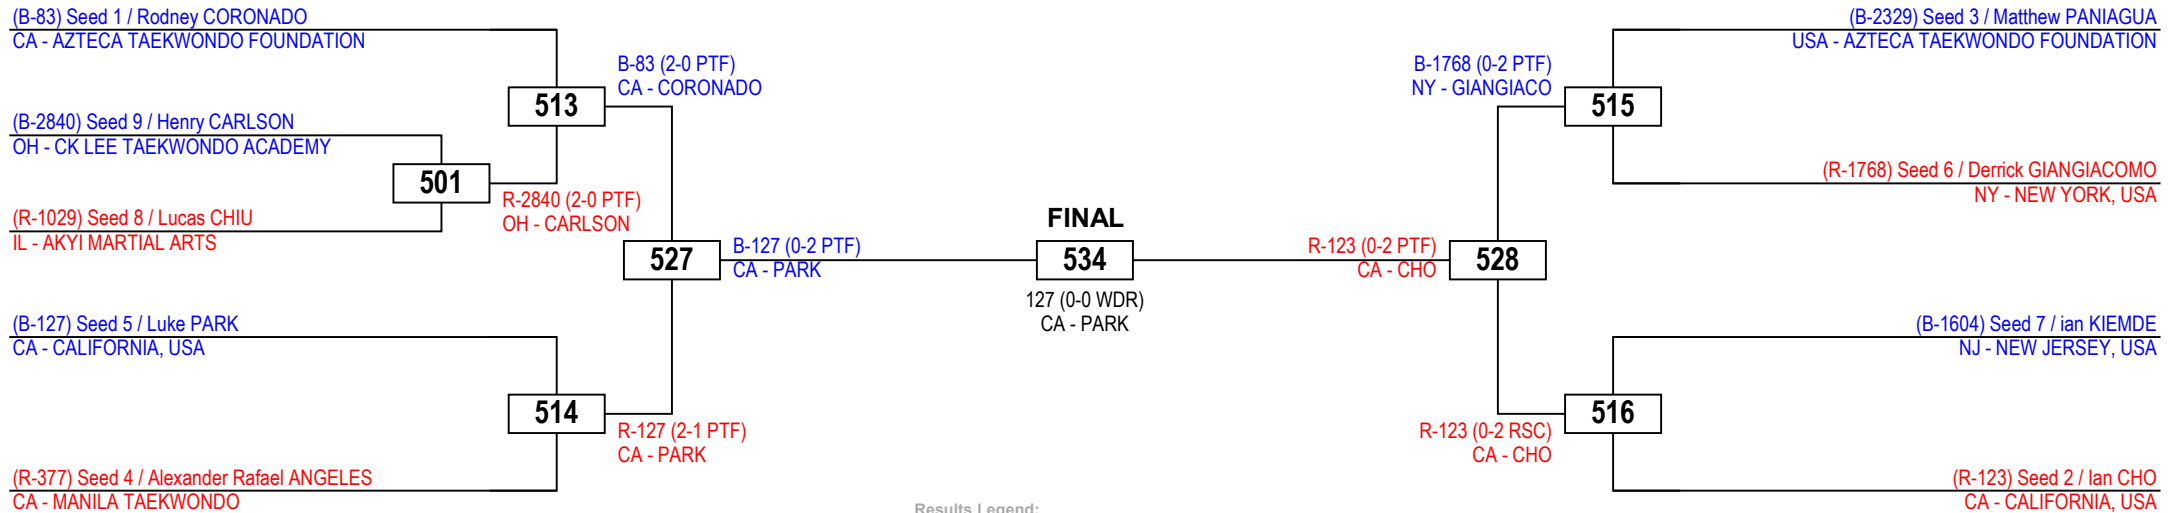 (B-83) Seed 1 / Rodney CORONADO
CA - AZTECA TAEKWONDO FOUNDATION
(B-2840) Seed 9 / Henry CARLSON
OH - CK LEE TAEKWONDO ACADEMY
(R-1029) Seed 8 / Lucas CHIU
IL - AKYI MARTIAL ARTS
(B-127) Seed 5 / Luke PARK
CA - CALIFORNIA, USA
(R-377) Seed 4 / Alexander Rafael ANGELES
CA - MANILA TAEKWONDO
501
R-2840 (2-0 PTF)
OH - CARLSON
513
B-83 (2-0 PTF)
CA - CORONADO
514
R-127 (2-1 PTF)
CA - PARK
527
B-127 (0-2 PTF)
CA - PARK
FINAL
534
127 (0-0 WDR)
CA - PARK
R-123 (0-2 PTF)
CA - CHO
528
B-1768 (0-2 PTF)
NY - GIANGIACO
515
R-123 (0-2 RSC)
CA - CHO
516
(B-2329) Seed 3 / Matthew PANIAGUA
USA - AZTECA TAEKWONDO FOUNDATION
(R-1768) Seed 6 / Derrick GIANGIACOMO
NY - NEW YORK, USA
(B-1604) Seed 7 / ian KIEMDE
NJ - NEW JERSEY, USA
(R-123) Seed 2 / Ian CHO
CA - CALIFORNIA, USA
Results Legend: